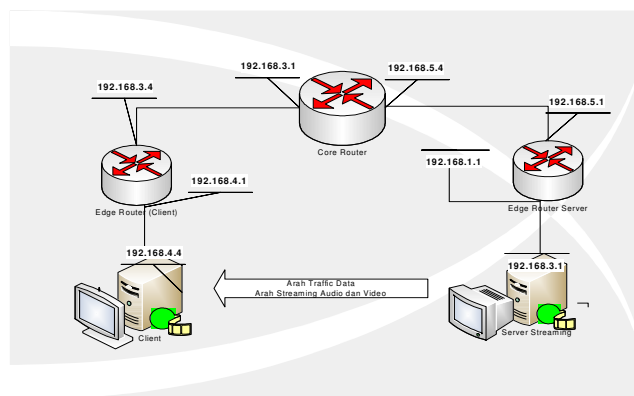 192.168.3.1
192.168.5.4
192.168.3.4
192.168.5.1
Core Router
192.168.1.1
192.168.4.1
Edge Router (Client)
Edge Router Server
192.168.4.4
192.168.3.1
Arah Traffic Data
Arah Streaming Audio dan Video
Client
Server Streaming